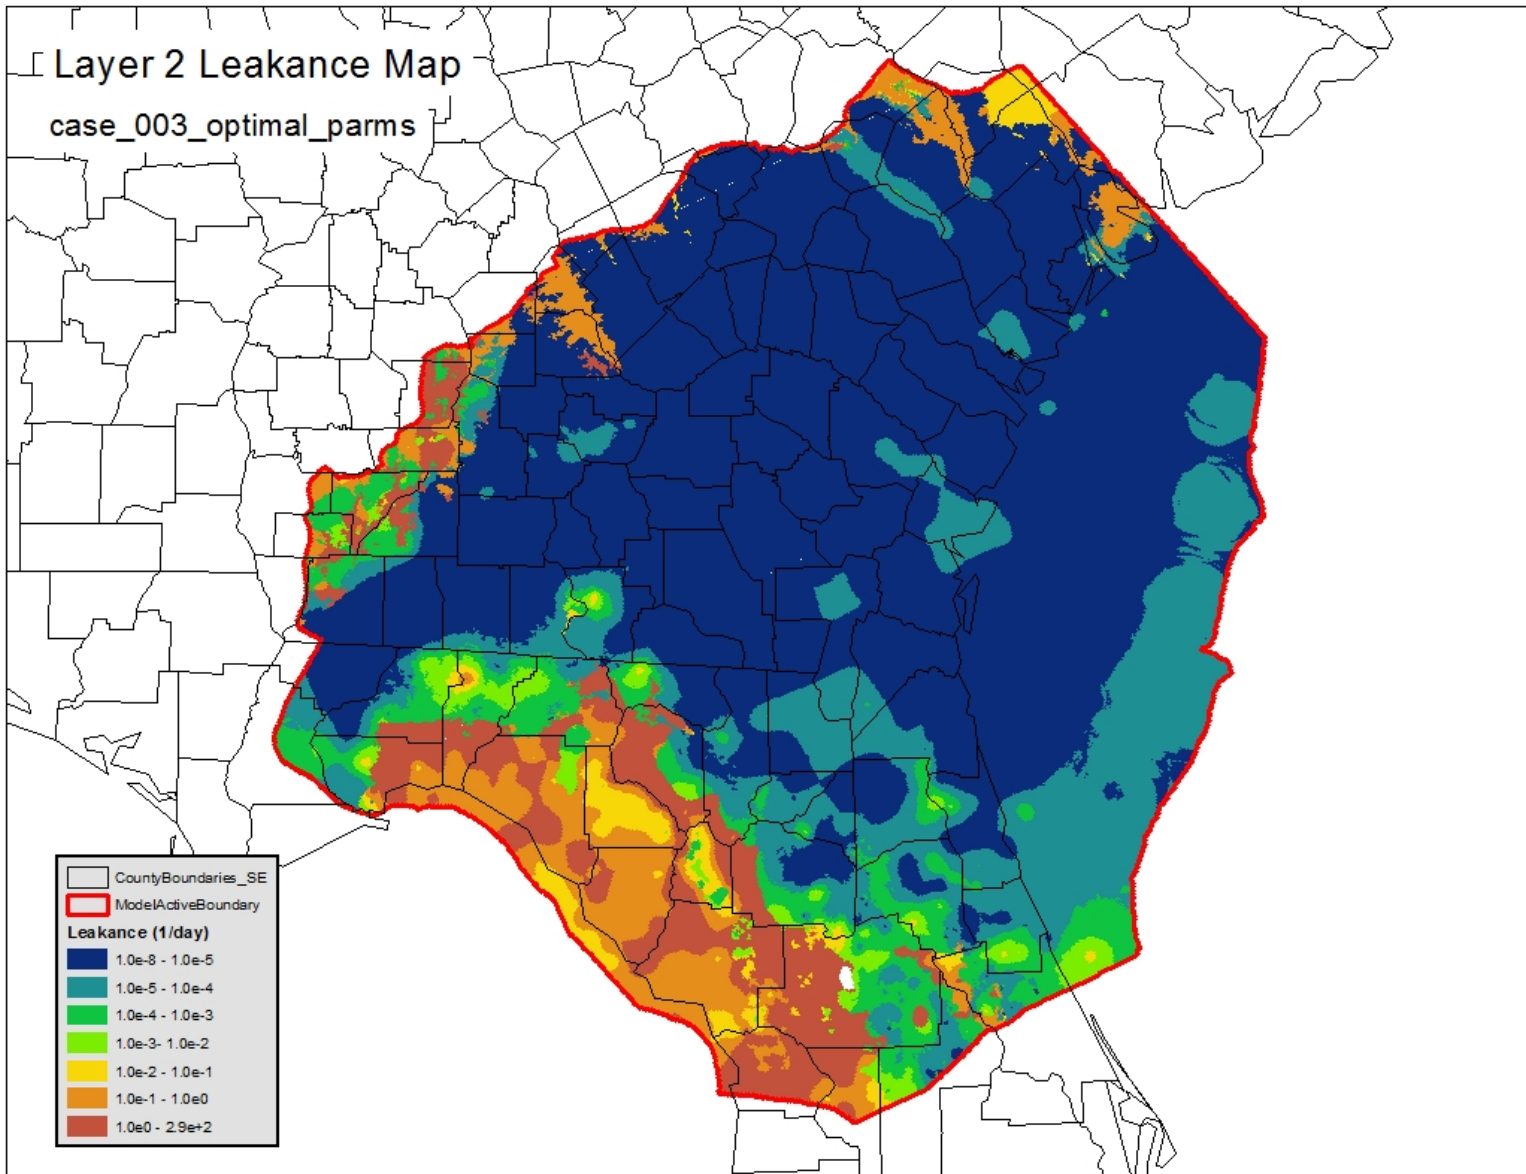 Layer 2 Leakance Map
case_003_optimal_parms
CountyBoundaries_SE
ModelActiveBoundary
Leakance (1/day)
1.0e-8 - 1.0e-5
1.0e-5 - 1.0e-4
1.0e-4 - 1.0e-3
1.0e-3- 1.0e-2
1.0e-2 - 1.0e-1
1.0e-1 - 1.0e0
1.0e0 - 2.9e+2